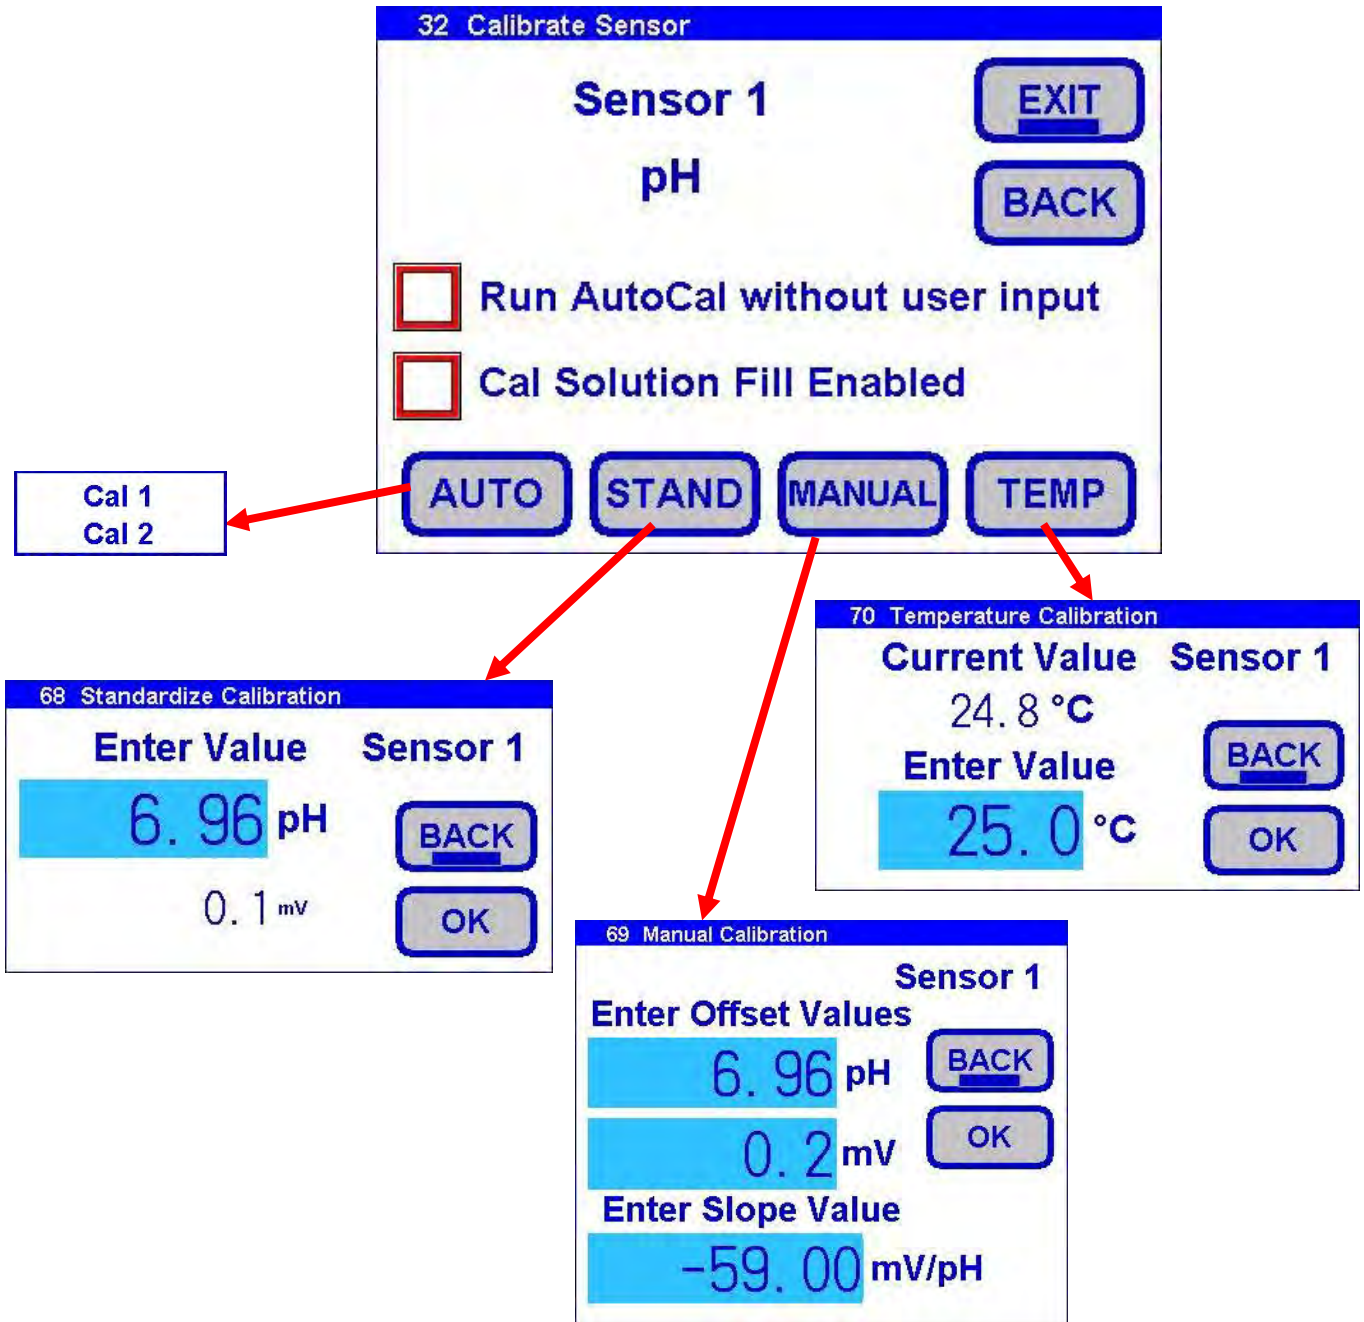 32 Calibrate Sensor
Sensor 1
pH
EXIT
BACK
Run AutoCal without user input
Cal Solution Fill Enabled
AUTO STAND MANUAL TEMP
Cal 1
Cal 2
68 Standardize Calibration
Enter Value Sensor 1
6.96 pH
BACK
0.1 mV
OK
70 Temperature Calibration
Current Value Sensor 1
24.8 °C
BACK
Enter Value
25.0 °C
OK
69 Manual Calibration
Sensor 1
Enter Offset Values
6.96 pH
BACK
0.2 mV
OK
Enter Slope Value
-59.00 mV/pH